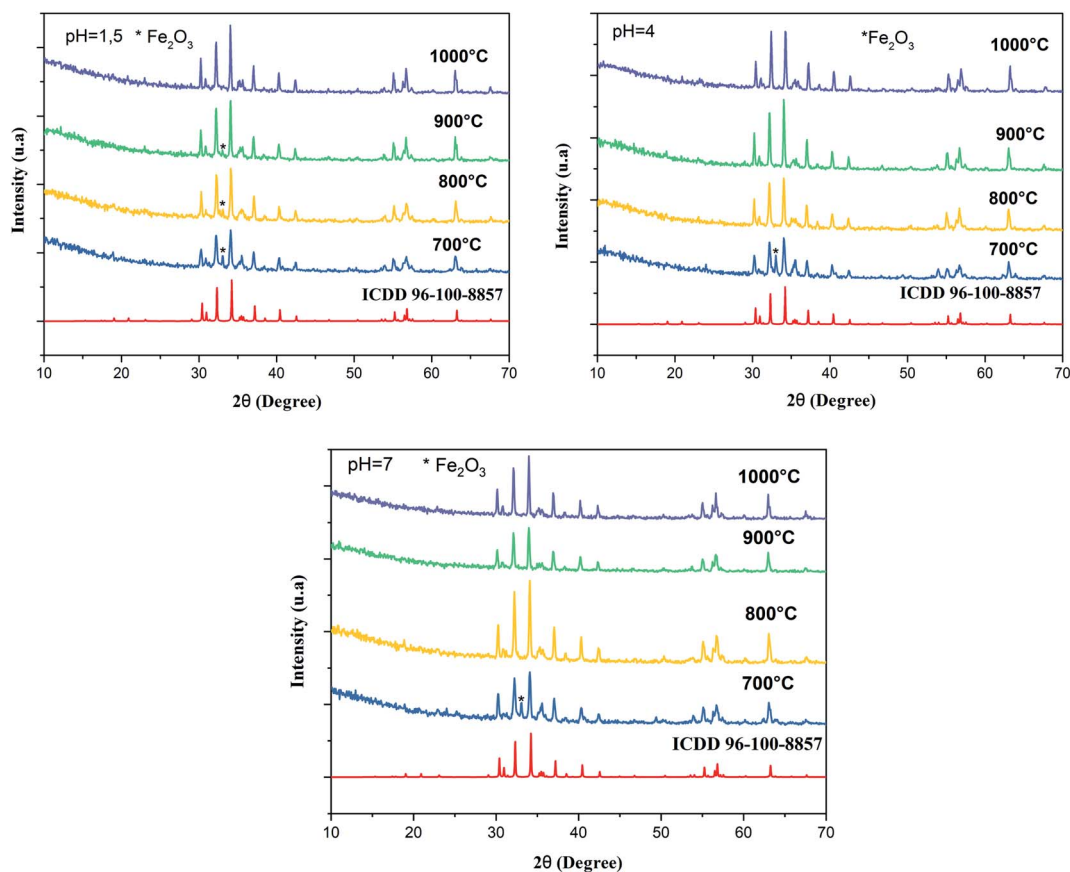 pH=1,5 * Fe₂O₃
1000°C
900°C
*
800°C
*
700°C
*
ICDD 96-100-8857
Intensity (u.a)
10 20 30 40 50 60 70
2θ (Degree)
pH=4 *Fe₂O₃
1000°C
900°C
800°C
700°C
*
ICDD 96-100-8857
Intensity (u.a)
10 20 30 40 50 60 70
2θ (Degree)
pH=7 * Fe₂O₃
1000°C
900°C
800°C
700°C
*
ICDD 96-100-8857
Intensity (u.a)
10 20 30 40 50 60 70
2θ (Degree)